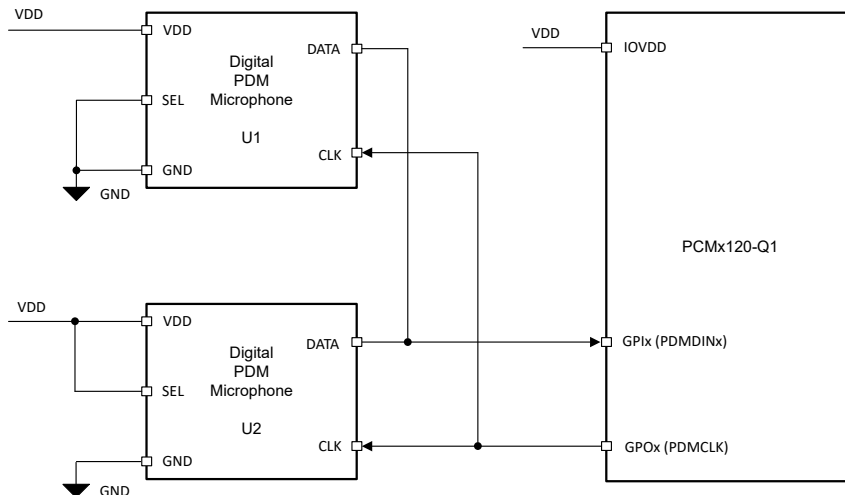 VDD
VDD
SEL
GND
GND
Digital
PDM
Microphone
U1
DATA
CLK
VDD
IOVDD
PCMx120-Q1
GPIx (PDMDINx)
GPOx (PDMCLK)
VDD
VDD
SEL
GND
GND
Digital
PDM
Microphone
U2
DATA
CLK